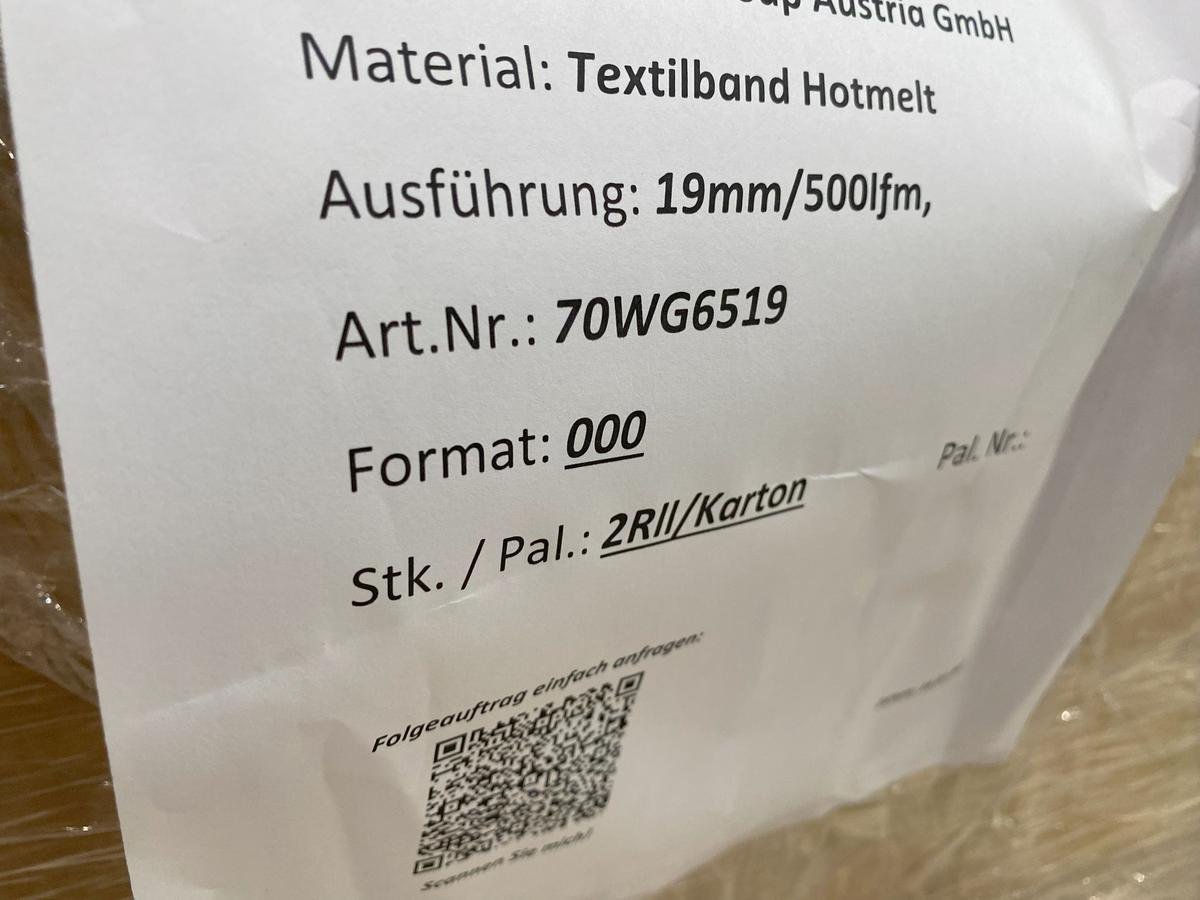 Austria GmbH
Material: Textilband Hotmelt
Ausführung: 19mm/500lfm,
Art.Nr.: 70WG6519
Format: 000
Pal. Nr.:
Stk. / Pal.: 2Rll/Karton
Folgeauftrag einfach anfragen:
Scannen Sie mich!